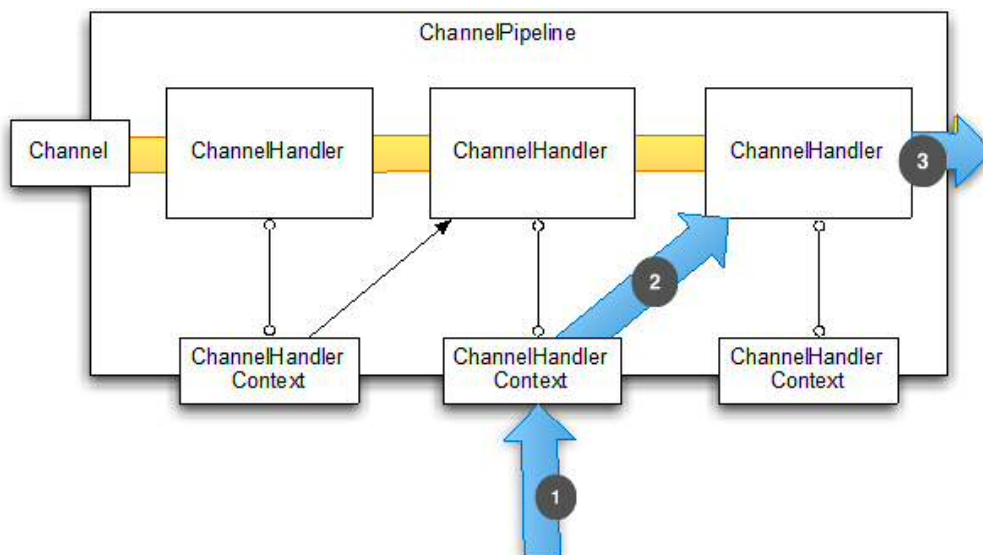 ChannelPipeline
Channel
ChannelHandler
ChannelHandler
ChannelHandler
3
2
ChannelHandler
Context
ChannelHandler
Context
ChannelHandler
Context
1